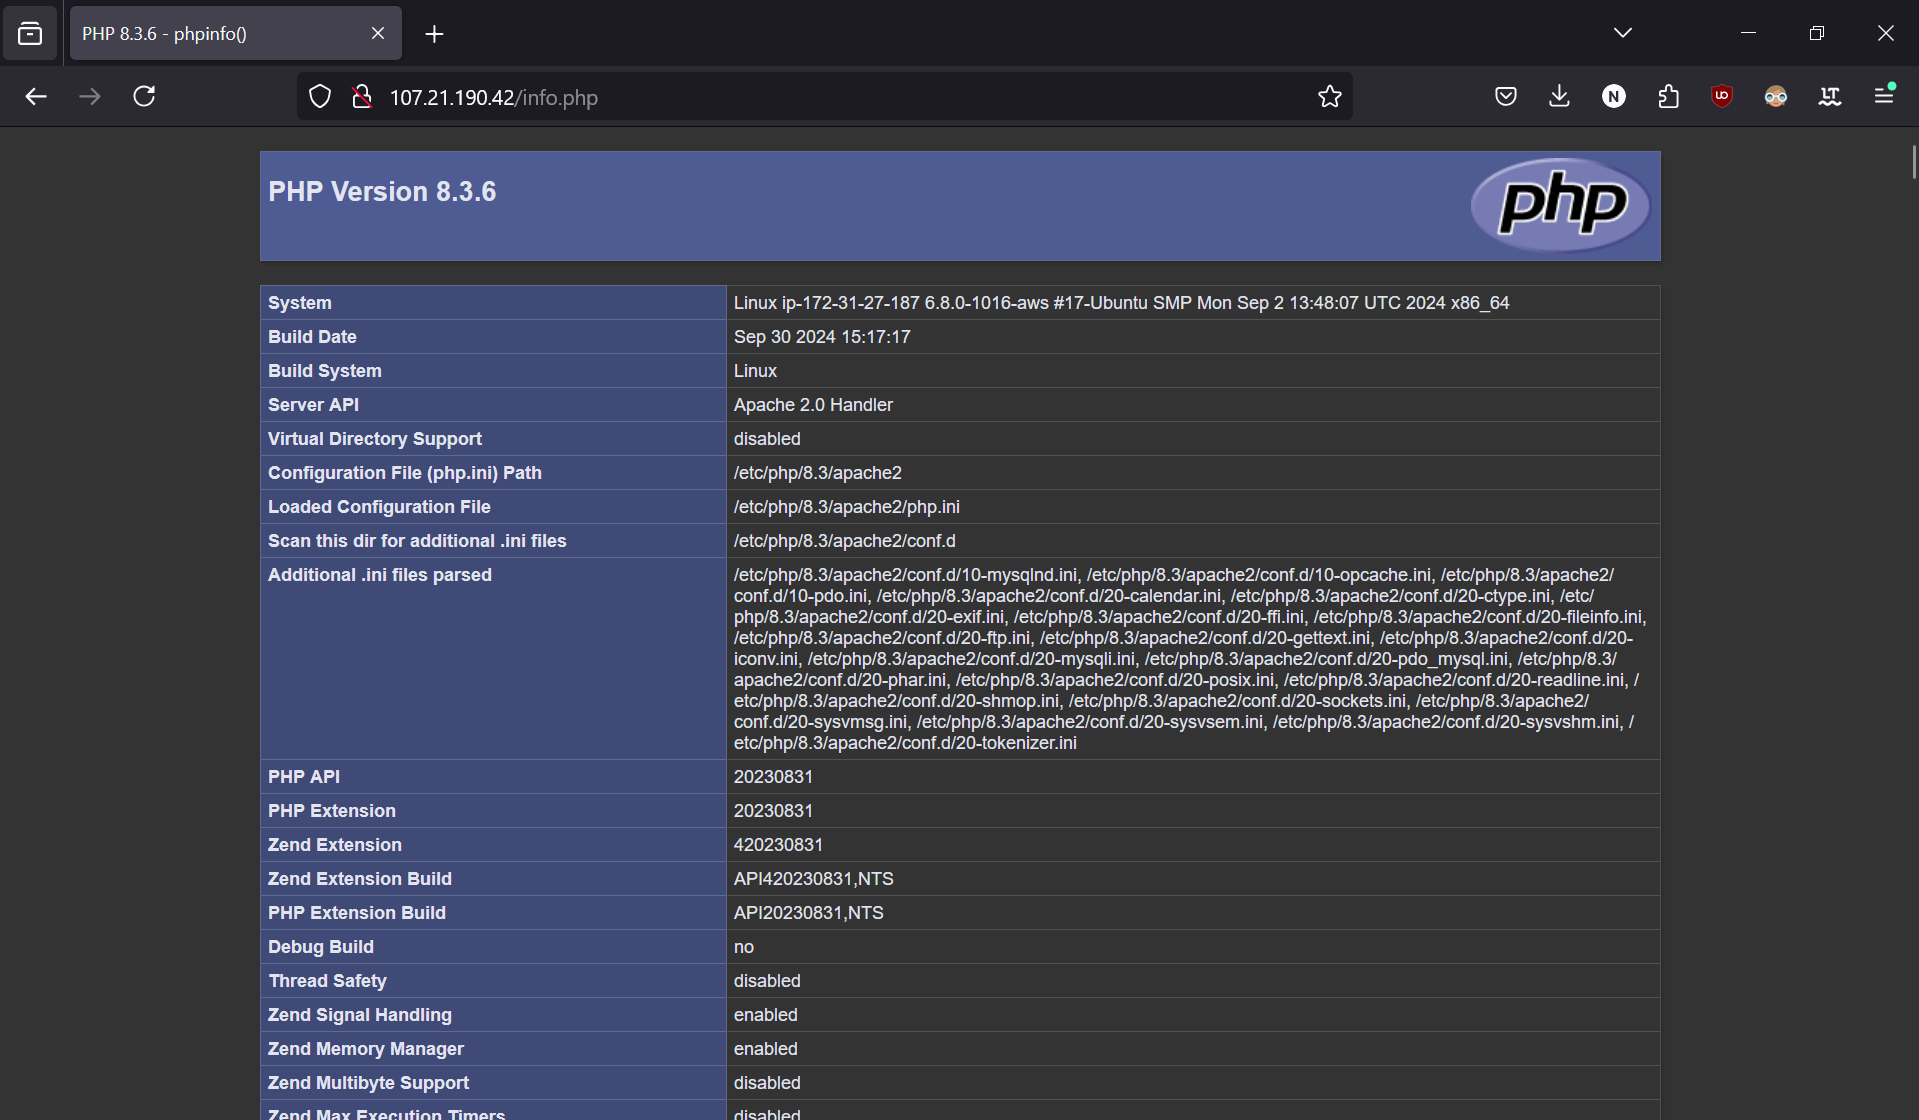 PHP 8.3.6 - phpinfo()
107.21.190.42/info.php
N
UO
LT
PHP Version 8.3.6
php
System Linux ip-172-31-27-187 6.8.0-1016-aws #17-Ubuntu SMP Mon Sep 2 13:48:07 UTC 2024 x86_64
Build Date Sep 30 2024 15:17:17
Build System Linux
Server API Apache 2.0 Handler
Virtual Directory Support disabled
Configuration File (php.ini) Path /etc/php/8.3/apache2
Loaded Configuration File /etc/php/8.3/apache2/php.ini
Scan this dir for additional .ini files /etc/php/8.3/apache2/conf.d
Additional .ini files parsed /etc/php/8.3/apache2/conf.d/10-mysqlnd.ini, /etc/php/8.3/apache2/conf.d/10-opcache.ini, /etc/php/8.3/apache2/
conf.d/10-pdo.ini, /etc/php/8.3/apache2/conf.d/20-calendar.ini, /etc/php/8.3/apache2/conf.d/20-ctype.ini, /etc/
php/8.3/apache2/conf.d/20-exif.ini, /etc/php/8.3/apache2/conf.d/20-ffi.ini, /etc/php/8.3/apache2/conf.d/20-fileinfo.ini,
/etc/php/8.3/apache2/conf.d/20-ftp.ini, /etc/php/8.3/apache2/conf.d/20-gettext.ini, /etc/php/8.3/apache2/conf.d/20-
iconv.ini, /etc/php/8.3/apache2/conf.d/20-mysqli.ini, /etc/php/8.3/apache2/conf.d/20-pdo_mysql.ini, /etc/php/8.3/
apache2/conf.d/20-phar.ini, /etc/php/8.3/apache2/conf.d/20-posix.ini, /etc/php/8.3/apache2/conf.d/20-readline.ini, /
etc/php/8.3/apache2/conf.d/20-shmop.ini, /etc/php/8.3/apache2/conf.d/20-sockets.ini, /etc/php/8.3/apache2/
conf.d/20-sysvmsg.ini, /etc/php/8.3/apache2/conf.d/20-sysvsem.ini, /etc/php/8.3/apache2/conf.d/20-sysvshm.ini, /
etc/php/8.3/apache2/conf.d/20-tokenizer.ini
PHP API 20230831
PHP Extension 20230831
Zend Extension 420230831
Zend Extension Build API420230831,NTS
PHP Extension Build API20230831,NTS
Debug Build no
Thread Safety disabled
Zend Signal Handling enabled
Zend Memory Manager enabled
Zend Multibyte Support disabled
Zend Max Execution Timers disabled